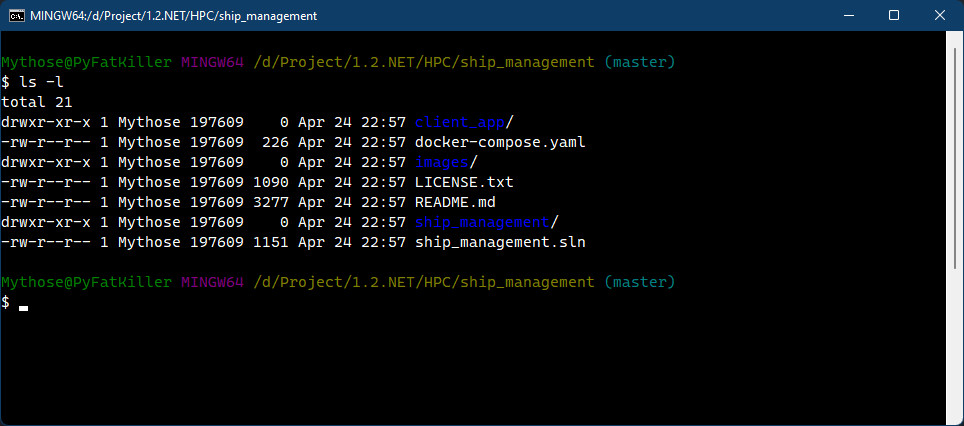 MINGW64:/d/Project/1.2.NET/HPC/ship_management
Mythose@PyFatKiller MINGW64 /d/Project/1.2.NET/HPC/ship_management (master)
$ ls -l
total 21
drwxr-xr-x 1 Mythose 197609    0 Apr 24 22:57 client_app/
-rw-r--r-- 1 Mythose 197609  226 Apr 24 22:57 docker-compose.yaml
drwxr-xr-x 1 Mythose 197609    0 Apr 24 22:57 images/
-rw-r--r-- 1 Mythose 197609 1090 Apr 24 22:57 LICENSE.txt
-rw-r--r-- 1 Mythose 197609 3277 Apr 24 22:57 README.md
drwxr-xr-x 1 Mythose 197609    0 Apr 24 22:57 ship_management/
-rw-r--r-- 1 Mythose 197609 1151 Apr 24 22:57 ship_management.sln
Mythose@PyFatKiller MINGW64 /d/Project/1.2.NET/HPC/ship_management (master)
$